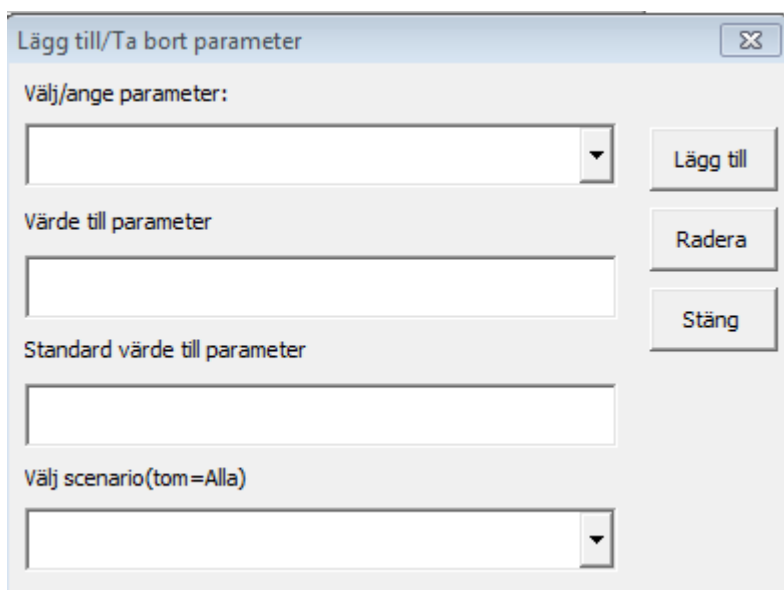 Lägg till/Ta bort parameter
Välj/ange parameter:
Lägg till
Värde till parameter
Radera
Stäng
Standard värde till parameter
Välj scenario(tom=Alla)